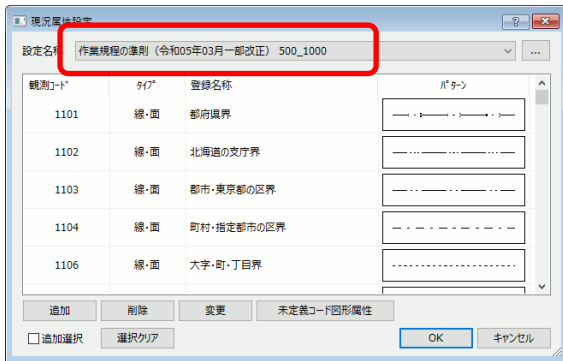 現況属性設定
設定名称 作業規程の準則（令和05年03月一部改正） 500_1000 ...
観測ｺｰﾄﾞ ﾀｲﾌﾟ 登録名称 ﾊﾟﾀｰﾝ
1101 線・面 都府県界
1102 線・面 北海道の支庁界
1103 線・面 郡市・東京都の区界
1104 線・面 町村・指定都市の区界
1106 線・面 大字・町・丁目界
追加 削除 変更 未定義ｺｰﾄﾞ図形属性
追加選択 選択ｸﾘｱ OK ｷｬﾝｾﾙ